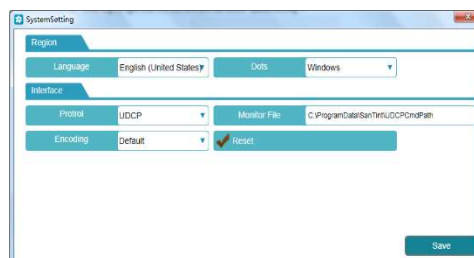 SystemSetting
Region
Language English (United States) Dots Windows
Interface
Protrol UDCP Monitor File C:\ProgramData\SanTint\UDCPCmdPath
Encoding Default Reset
Save